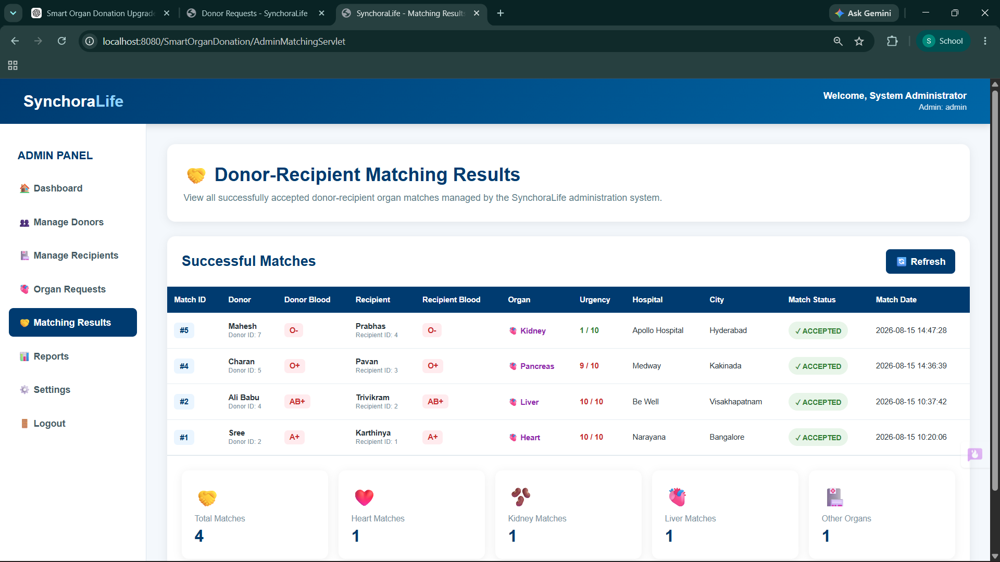 Smart Organ Donation Upgrade
Donor Requests - SynchoraLife
SynchoraLife - Matching Results
Ask Gemini
localhost:8080/SmartOrganDonation/AdminMatchingServlet
S School
SynchoraLife
Welcome, System Administrator
Admin: admin
ADMIN PANEL
Dashboard
Manage Donors
Manage Recipients
Organ Requests
Matching Results
Reports
Settings
Logout
Donor-Recipient Matching Results
View all successfully accepted donor-recipient organ matches managed by the SynchoraLife administration system.
Successful Matches
Refresh
Match ID Donor Donor Blood Recipient Recipient Blood Organ Urgency Hospital City Match Status Match Date
#5 Mahesh O- Prabhas O- Kidney 1 / 10 Apollo Hospital Hyderabad ✓ ACCEPTED 2026-08-15 14:47:28
Donor ID: 7 Recipient ID: 4
#4 Charan O+ Pavan O+ Pancreas 9 / 10 Medway Kakinada ✓ ACCEPTED 2026-08-15 14:36:39
Donor ID: 5 Recipient ID: 3
#2 Ali Babu AB+ Trivikram AB+ Liver 10 / 10 Be Well Visakhapatnam ✓ ACCEPTED 2026-08-15 10:37:42
Donor ID: 4 Recipient ID: 2
#1 Sree A+ Karthinya A+ Heart 10 / 10 Narayana Bangalore ✓ ACCEPTED 2026-08-15 10:20:06
Donor ID: 2 Recipient ID: 1
Total Matches
4
Heart Matches
1
Kidney Matches
1
Liver Matches
1
Other Organs
1